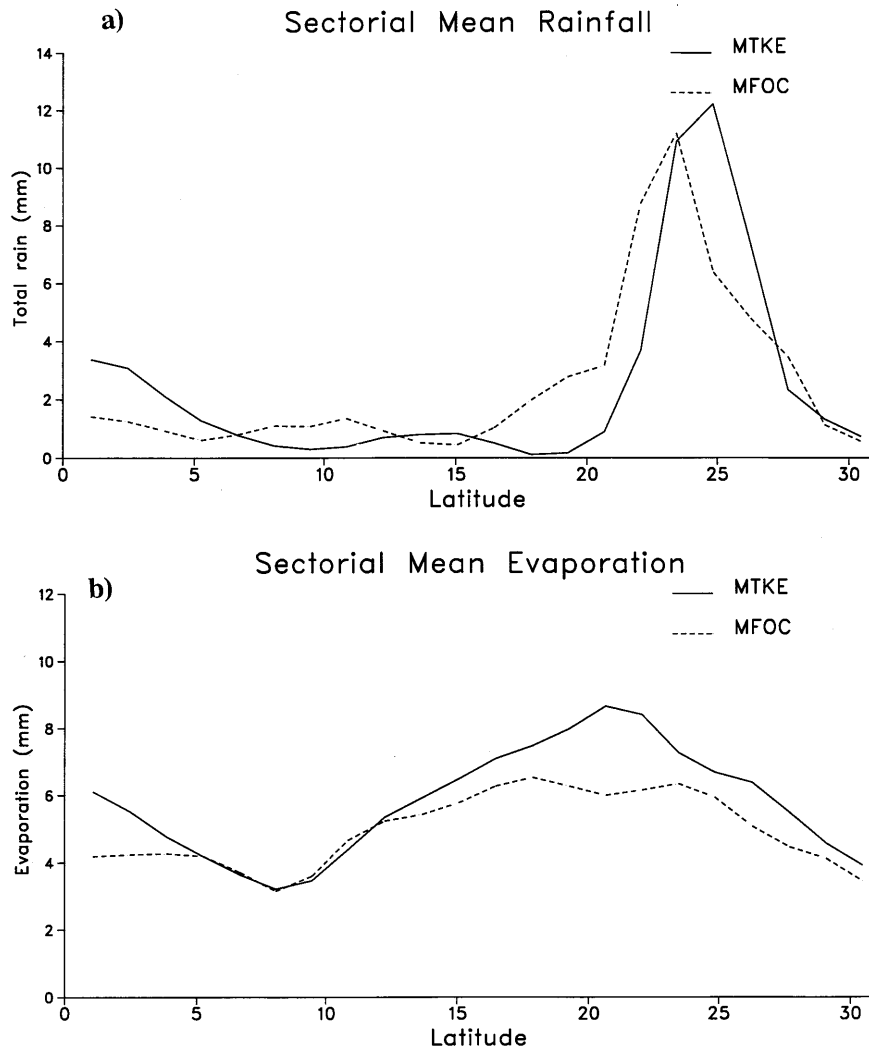 a)
Sectorial Mean Rainfall
MTKE
MFOC
14
12
10
8
6
4
2
0
Total rain (mm)
0 5 10 15 20 25 30
Latitude
b)
Sectorial Mean Evaporation
MTKE
MFOC
12
10
8
6
4
2
0
Evaporation (mm)
0 5 10 15 20 25 30
Latitude